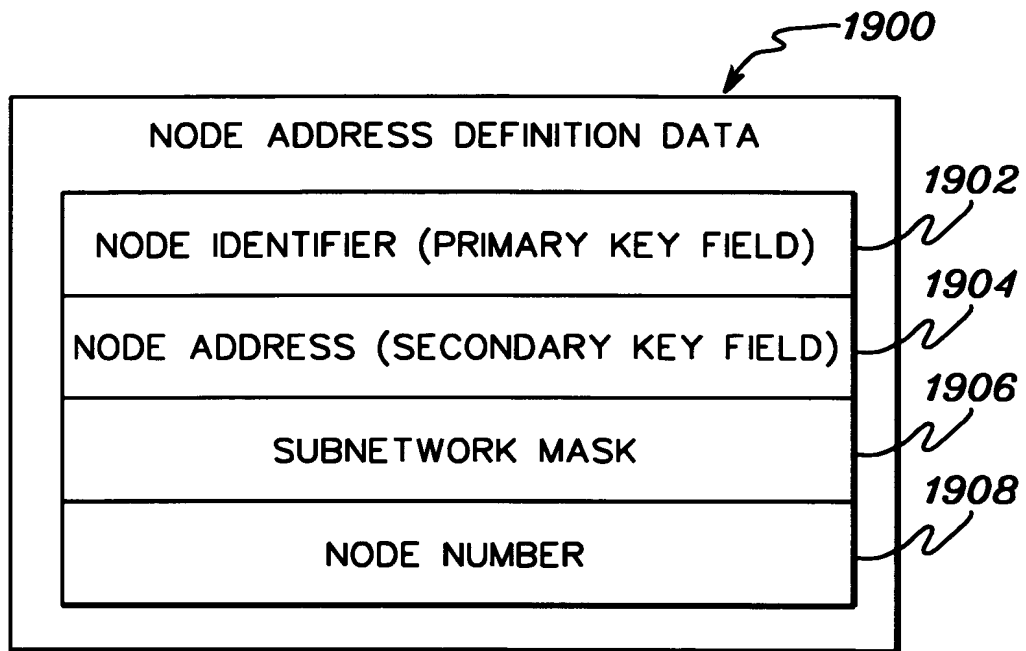 1900
NODE ADDRESS DEFINITION DATA
1902
NODE IDENTIFIER (PRIMARY KEY FIELD)
1904
NODE ADDRESS (SECONDARY KEY FIELD)
1906
SUBNETWORK MASK
1908
NODE NUMBER